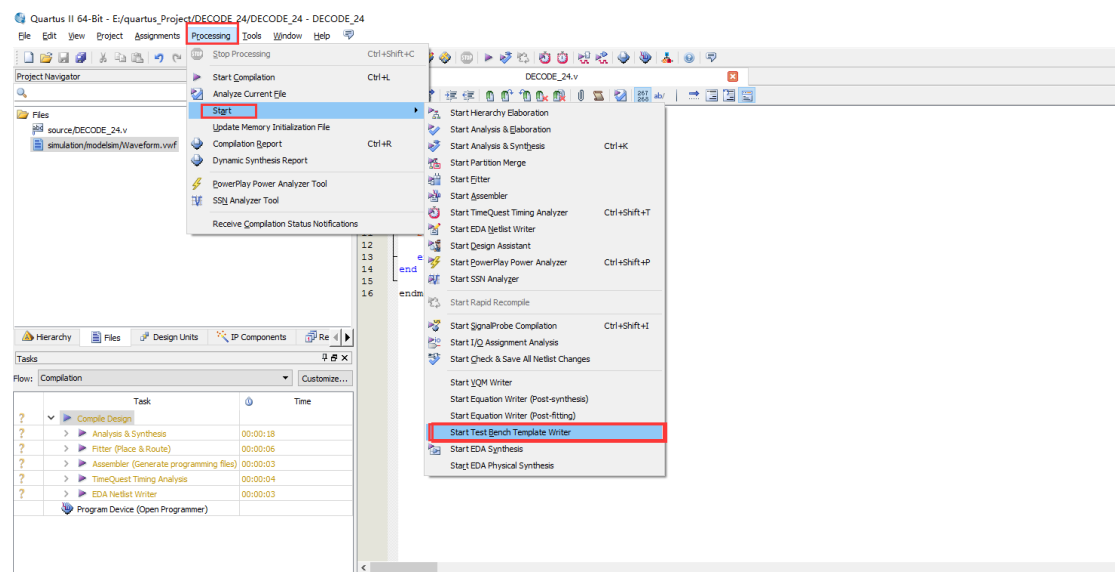 Quartus II 64-Bit - E:/quartus_Project/DECODE_24/DECODE_24 - DECODE_24
File Edit View Project Assignments Processing Tools Window Help
Stop Processing Ctrl+Shift+C
Start Compilation Ctrl+L
Analyze Current File
Start
Update Memory Initialization File
Compilation Report Ctrl+R
Dynamic Synthesis Report
PowerPlay Power Analyzer Tool
SSN Analyzer Tool
Receive Compilation Status Notifications
Project Navigator
Files
source/DECODE_24.v
simulation/modelsim/Waveform.vwf
DECODE_24.v
267
268
ab/
Start Hierarchy Elaboration
Start Analysis & Elaboration
Start Analysis & Synthesis Ctrl+K
Start Partition Merge
Start Fitter
Start Assembler
Start TimeQuest Timing Analyzer Ctrl+Shift+T
Start EDA Netlist Writer
Start Design Assistant
Start PowerPlay Power Analyzer Ctrl+Shift+P
Start SSN Analyzer
Start Rapid Recompile
Start SignalProbe Compilation Ctrl+Shift+I
Start I/O Assignment Analysis
Start Check & Save All Netlist Changes
Start VQM Writer
Start Equation Writer (Post-synthesis)
Start Equation Writer (Post-fitting)
Start Test Bench Template Writer
Start EDA Synthesis
Start EDA Physical Synthesis
12
13 e
14 end
15
16 endm
Hierarchy Files Design Units IP Components Re
Tasks
Flow: Compilation Customize...
Task Time
? Compile Design
? Analysis & Synthesis 00:00:18
? Fitter (Place & Route) 00:00:06
? Assembler (Generate programming files) 00:00:03
? TimeQuest Timing Analysis 00:00:04
? EDA Netlist Writer 00:00:03
Program Device (Open Programmer)